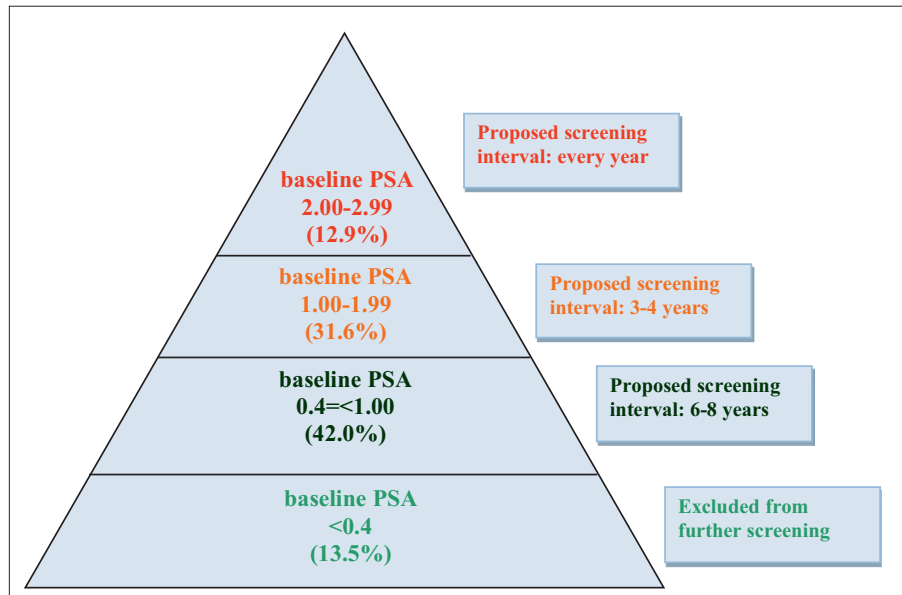 Proposed screening
interval: every year
baseline PSA
2.00-2.99
(12.9%)
baseline PSA
1.00-1.99
(31.6%)
Proposed screening
interval: 3-4 years
baseline PSA
0.4=<1.00
(42.0%)
Proposed screening
interval: 6-8 years
baseline PSA
<0.4
(13.5%)
Excluded from
further screening